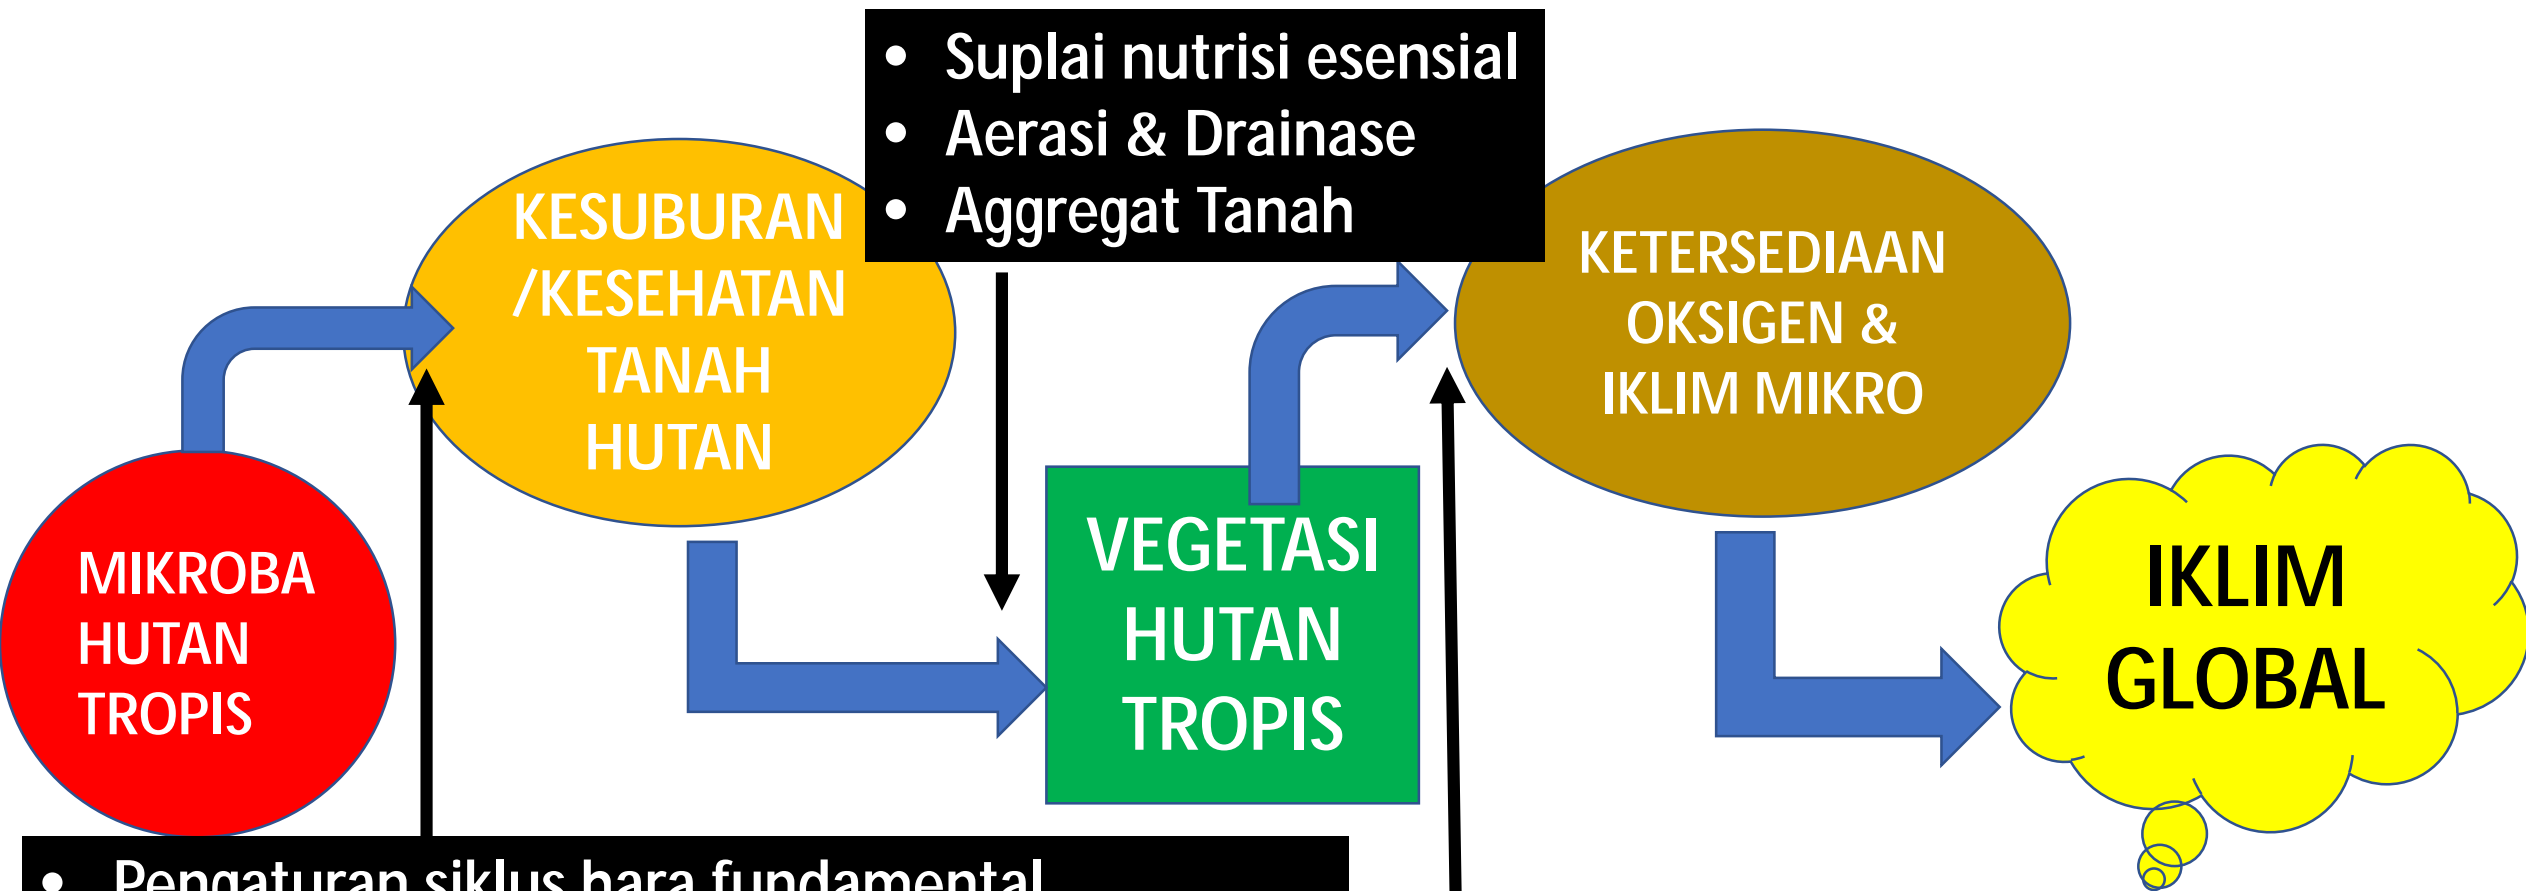 • Suplai nutrisi esensial
• Aerasi & Drainase
• Aggregat Tanah
KESUBURAN
/KESEHATAN
TANAH
HUTAN
KETERSEDIAAN
OKSIGEN &
IKLIM MIKRO
MIKROBA
HUTAN
TROPIS
VEGETASI
HUTAN
TROPIS
IKLIM
GLOBAL
• Pengaturan siklus hara fundamental